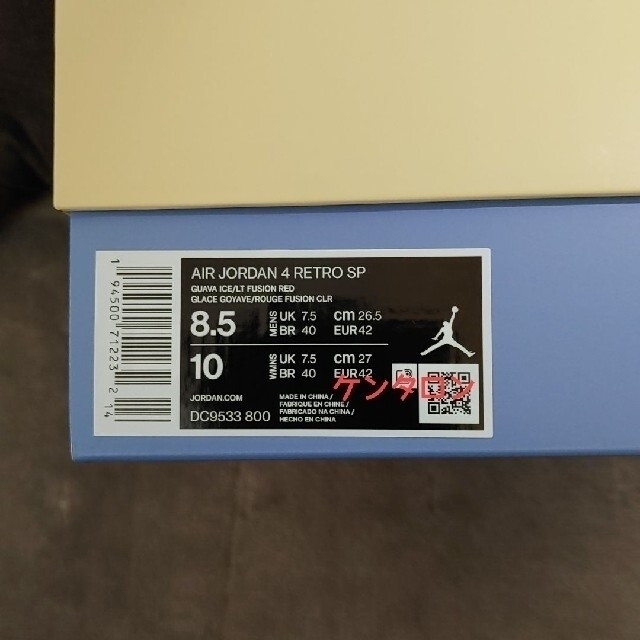 AIR JORDAN 4 RETRO SP
GUAVA ICE/LT FUSION RED
GLACE GOYAVE/ROUGE FUSION CLR
8.5 MENS UK 7.5 CM 26.5
BR 40 EUR 42
10 WMNS UK 7.5 CM 27
BR 40 EUR 42
ケンタロン
JORDAN.COM
DC9533 800
MADE IN CHINA /
FABRIQUE EN CHINE /
FABRICADO NA CHINA /
HECHO EN CHINA
1 94500 71223 2 14